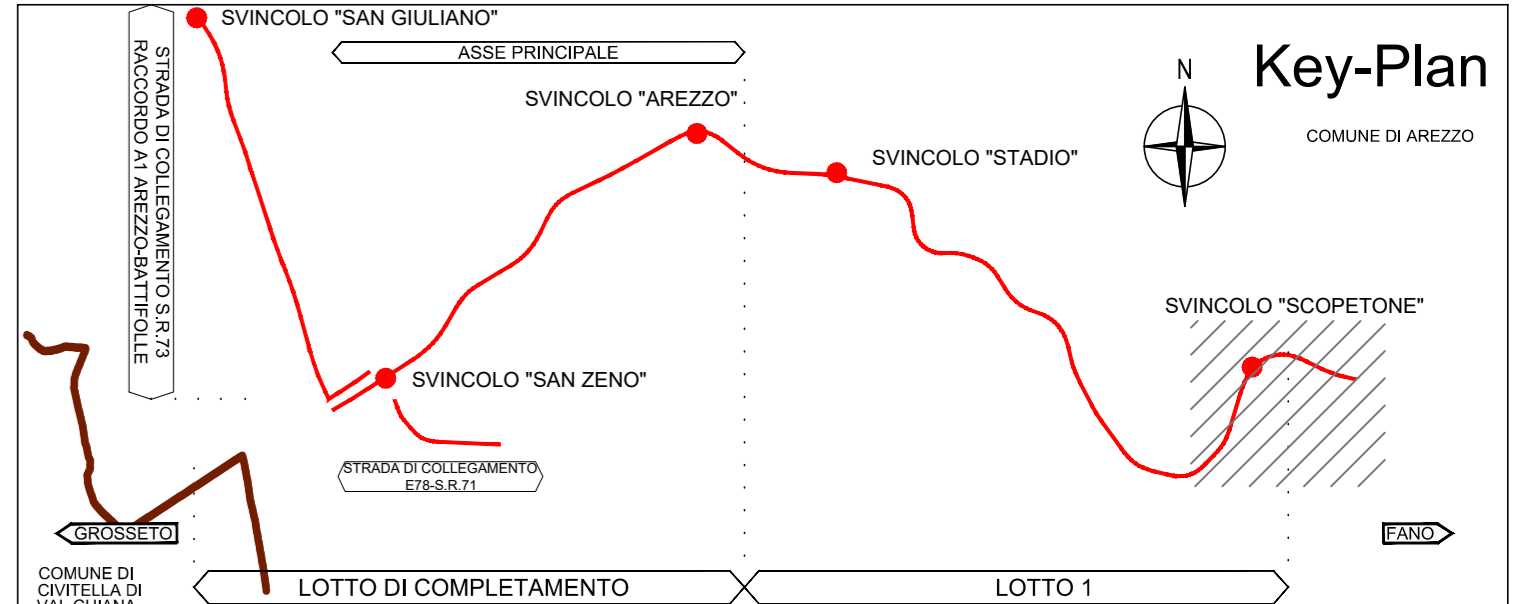 SVINCOLO "SAN GIULIANO"
STRADA DI COLLEGAMENTO S.R.73
RACCORDO A1 AREZZO-BATTIFOLLE
ASSE PRINCIPALE
Key-Plan
N
SVINCOLO "AREZZO"
COMUNE DI AREZZO
SVINCOLO "STADIO"
SVINCOLO "SCOPETONE"
SVINCOLO "SAN ZENO"
STRADA DI COLLEGAMENTO
E78-S.R.71
GROSSETO
FANO
COMUNE DI
CIVITELLA DI
VAL CHIANA
LOTTO DI COMPLETAMENTO
LOTTO 1